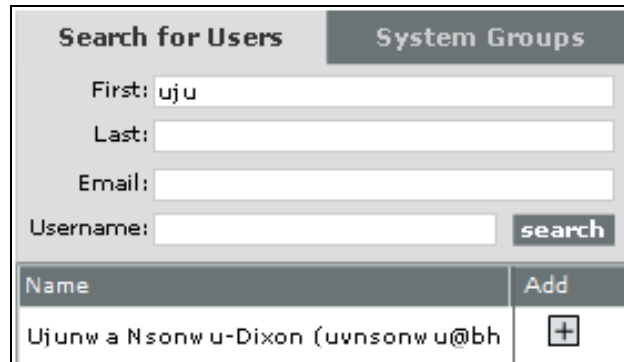 Search for Users System Groups
First: uju
Last:
Email:
Username: search
Name Add
Ujunwa Nsonwu-Dixon (uvnsonwu@bh +